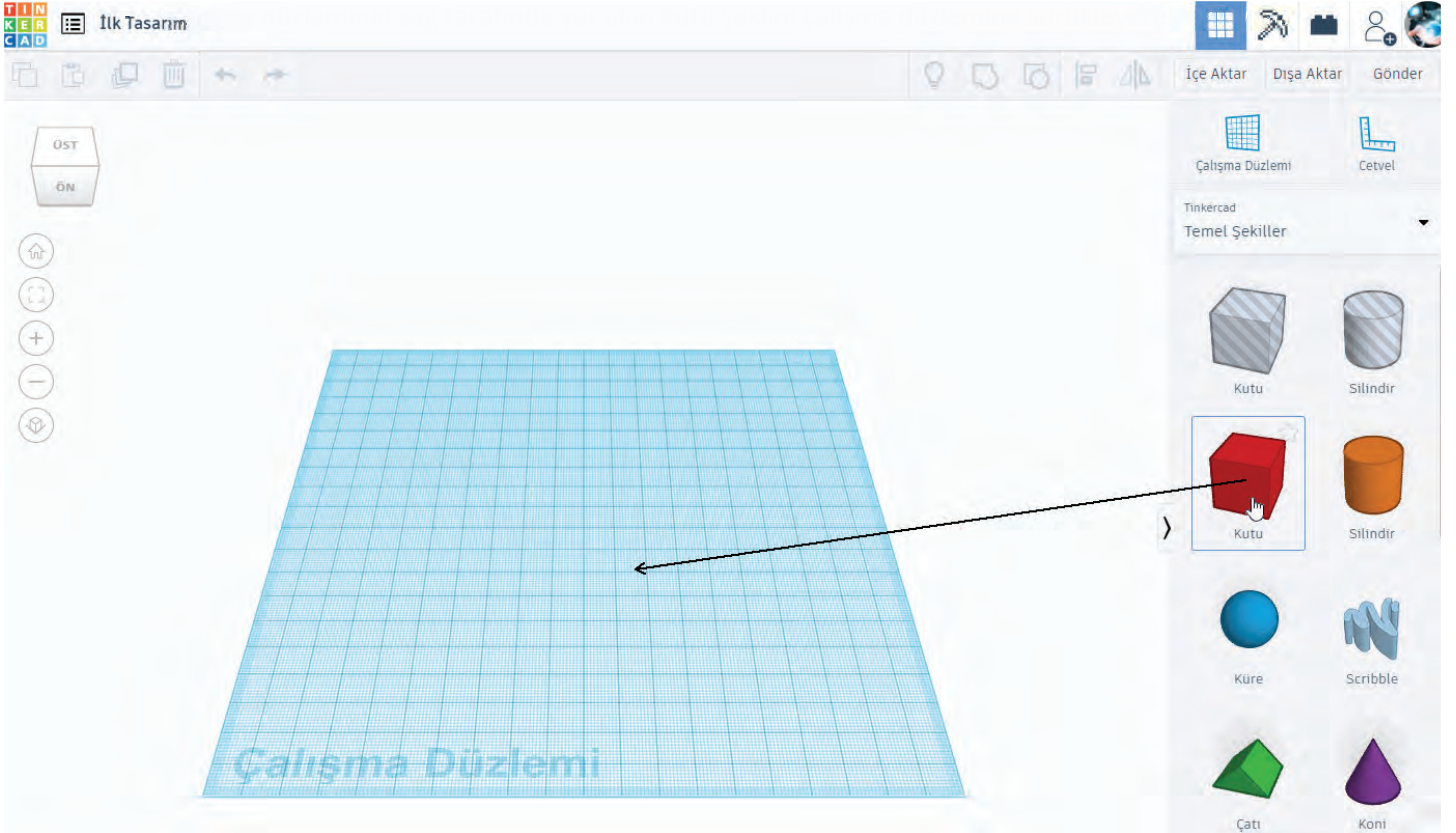 TIN
KER
CAD
İlk Tasarım
İçe Aktar
Dışa Aktar
Gönder
ÜST
ÖN
Çalışma Düzlemi
Cetvel
Tinkercad
Temel Şekiller
Kutu
Silindir
Kutu
Silindir
Küre
Scribble
Çatı
Koni
Çalışma Düzlemi